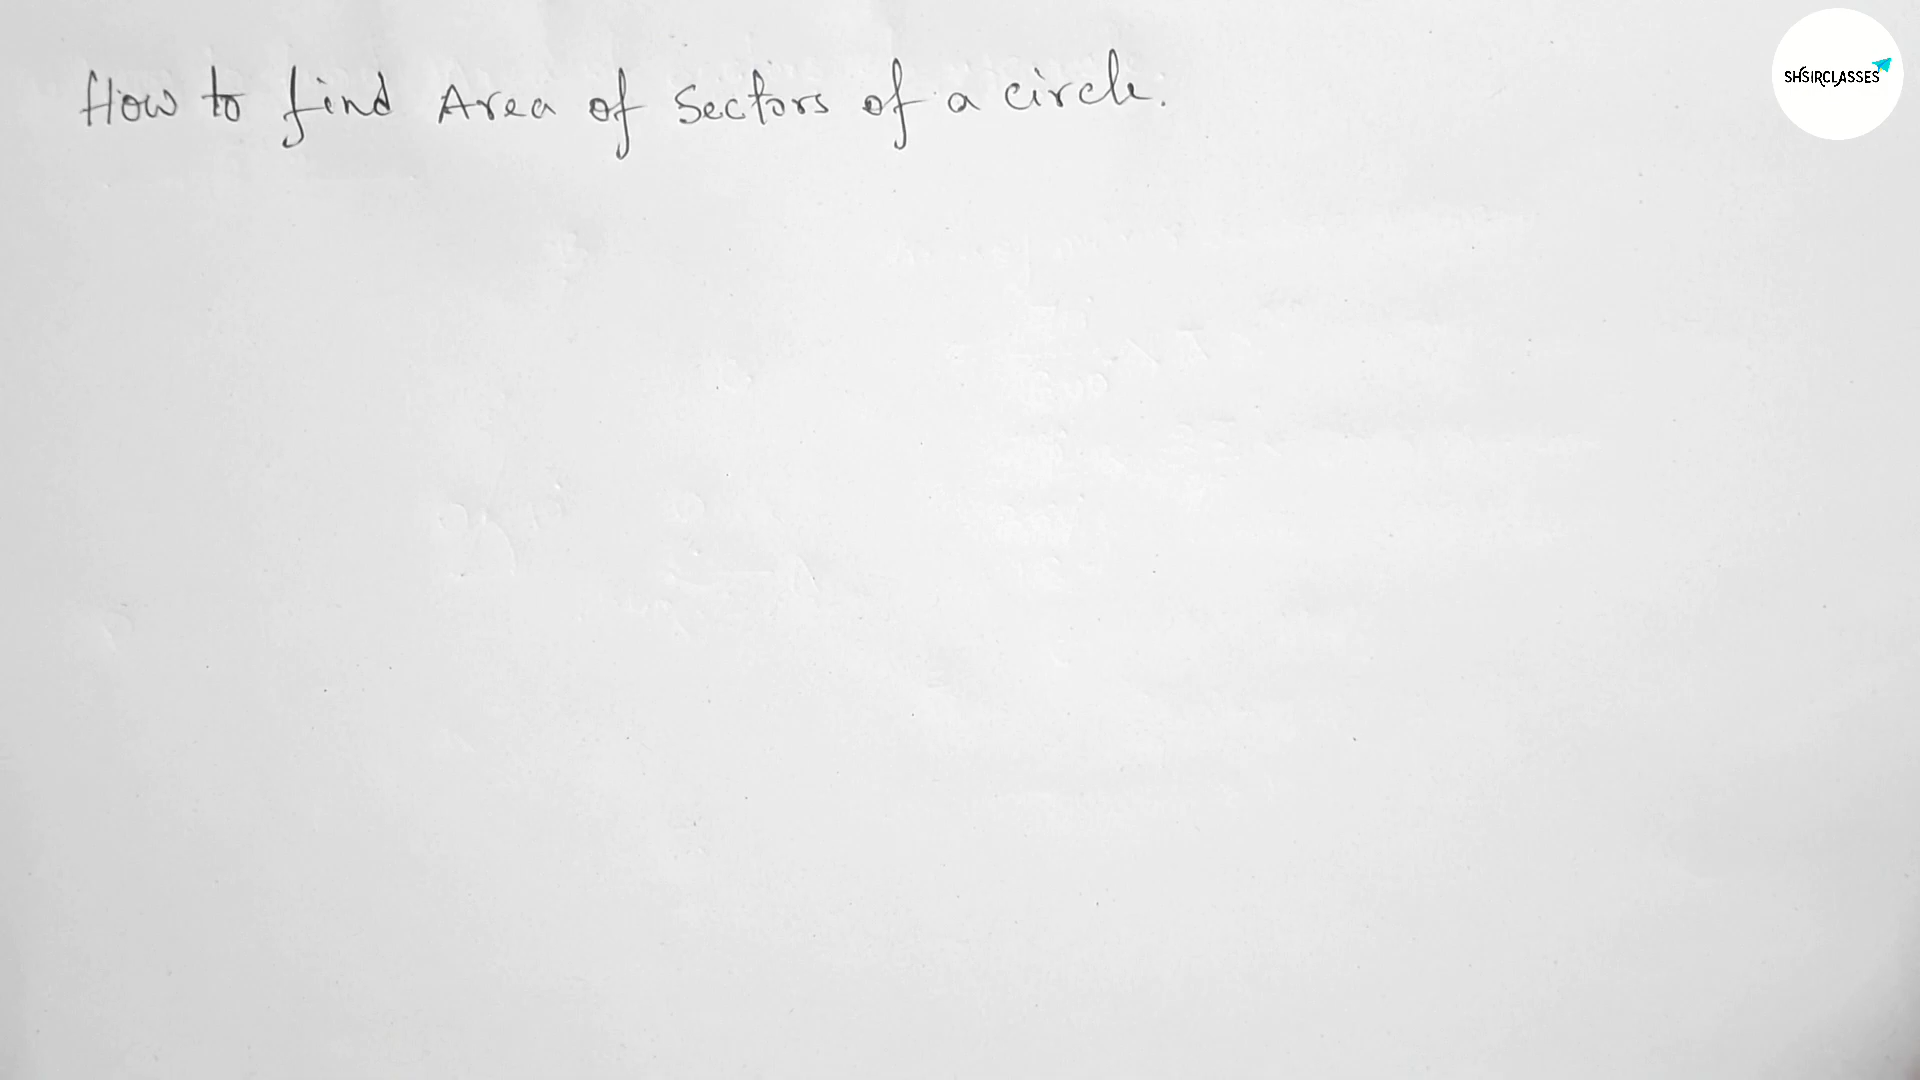 How to find Area of Sectors of a circle.
SHSIRCLASSES